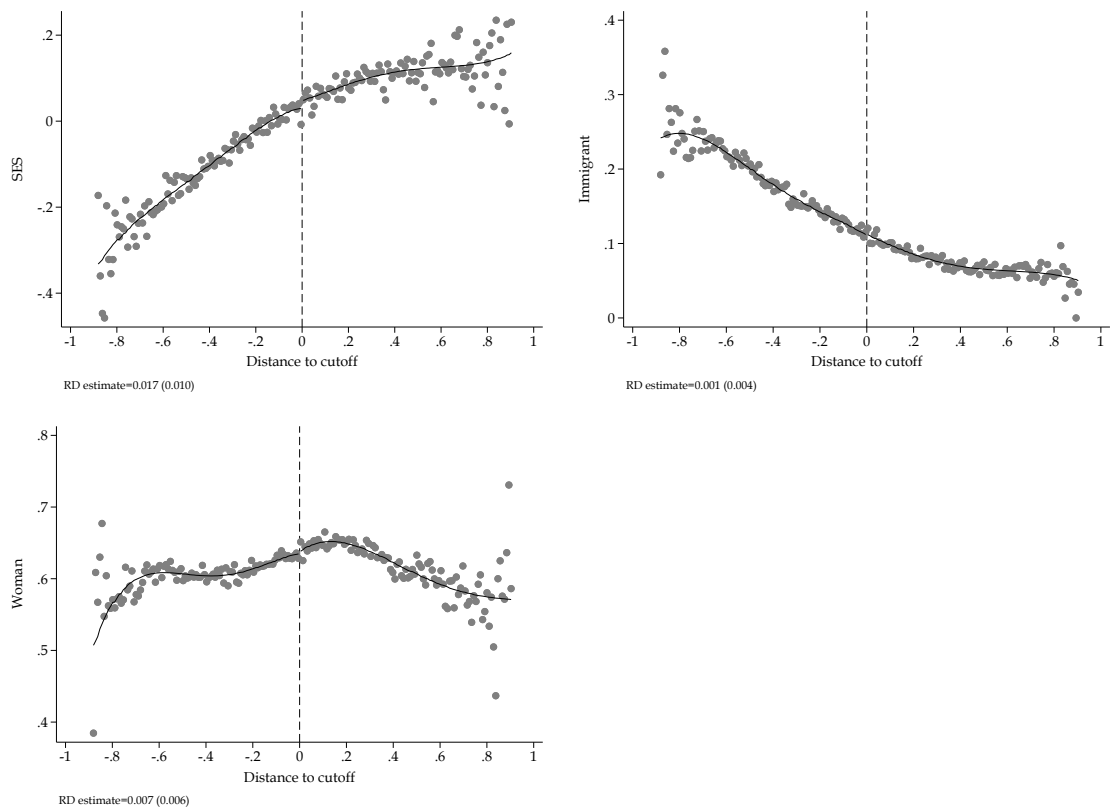 SES
.2
0
-.2
-.4
-1 -.8 -.6 -.4 -.2 0 .2 .4 .6 .8 1
Distance to cutoff
RD estimate=0.017 (0.010)
Immigrant
.4
.3
.2
.1
0
-1 -.8 -.6 -.4 -.2 0 .2 .4 .6 .8 1
Distance to cutoff
RD estimate=0.001 (0.004)
Woman
.8
.7
.6
.5
.4
-1 -.8 -.6 -.4 -.2 0 .2 .4 .6 .8 1
Distance to cutoff
RD estimate=0.007 (0.006)